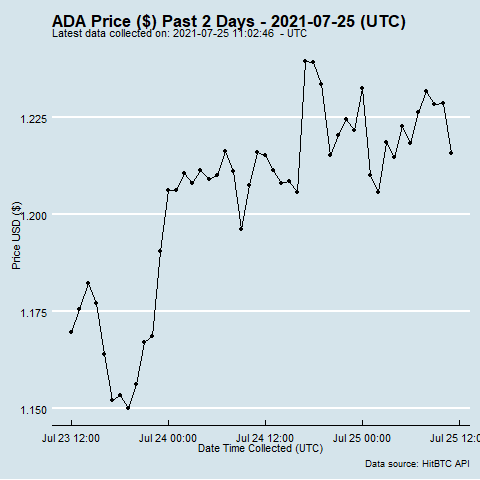 ADA Price ($) Past 2 Days - 2021-07-25 (UTC)
Latest data collected on: 2021-07-25 11:02:46 - UTC
1.225
1.200
1.175
1.150
Price USD ($)
Jul 23 12:00 Jul 24 00:00 Jul 24 12:00 Jul 25 00:00 Jul 25 12:00
Date Time Collected (UTC)
Data source: HitBTC API